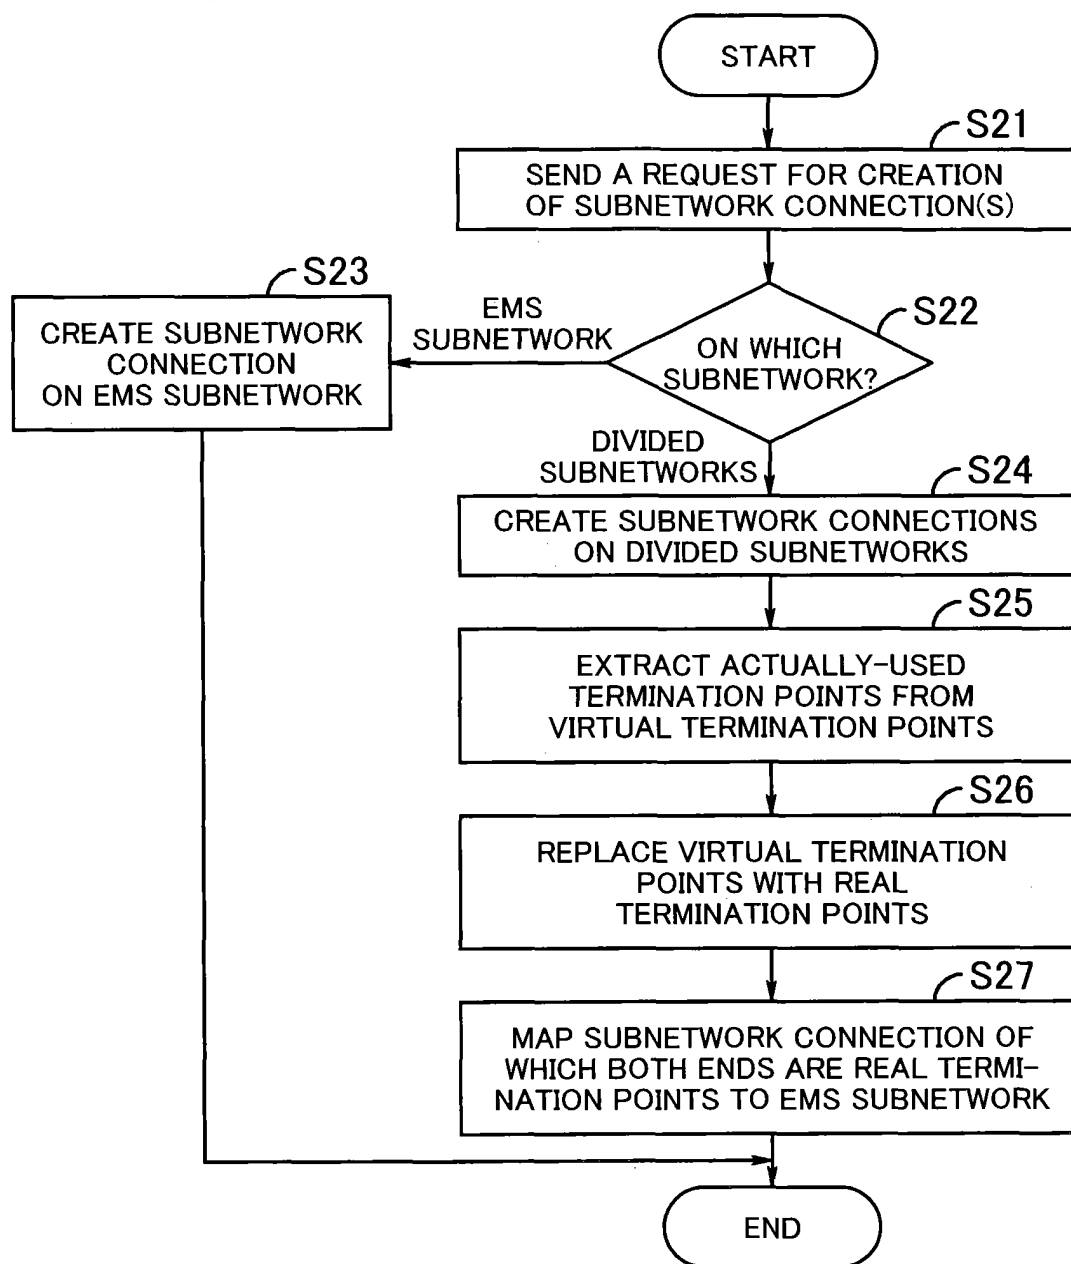 START
S21
SEND A REQUEST FOR CREATION
OF SUBNETWORK CONNECTION(S)
S22
ON WHICH
SUBNETWORK?
EMS
SUBNETWORK
S23
CREATE SUBNETWORK
CONNECTION
ON EMS SUBNETWORK
DIVIDED
SUBNETWORKS
S24
CREATE SUBNETWORK CONNECTIONS
ON DIVIDED SUBNETWORKS
S25
EXTRACT ACTUALLY-USED
TERMINATION POINTS FROM
VIRTUAL TERMINATION POINTS
S26
REPLACE VIRTUAL TERMINATION
POINTS WITH REAL
TERMINATION POINTS
S27
MAP SUBNETWORK CONNECTION OF
WHICH BOTH ENDS ARE REAL TERMI-
NATION POINTS TO EMS SUBNETWORK
END